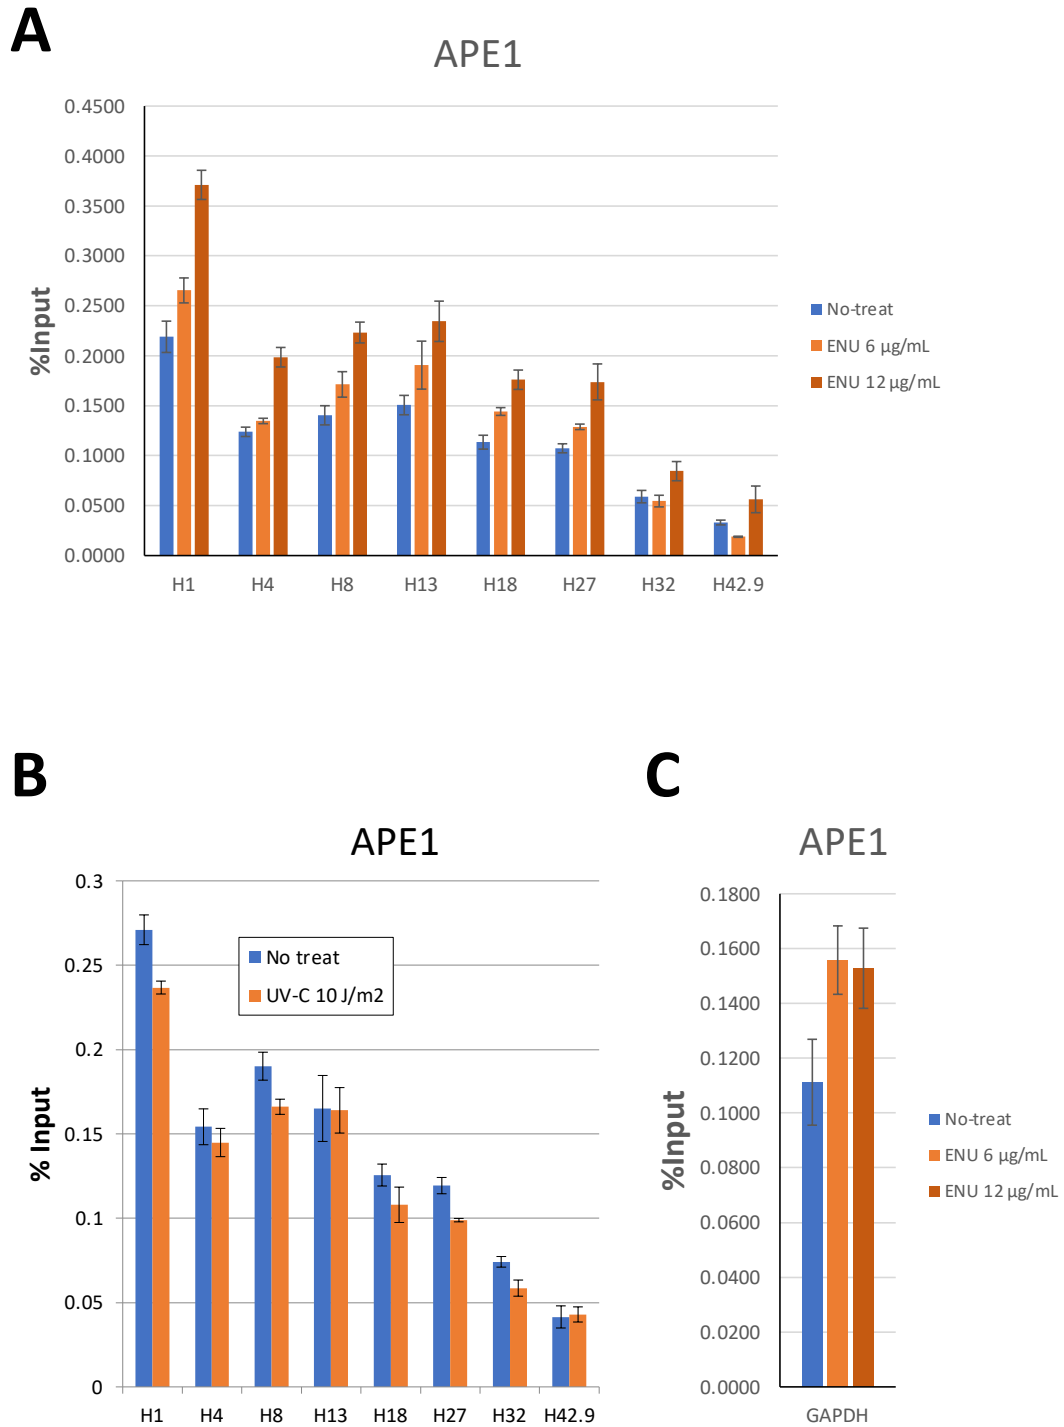 A
APE1
%Input
0.4500
0.4000
0.3500
0.3000
0.2500
0.2000
0.1500
0.1000
0.0500
0.0000
H1 H4 H8 H13 H18 H27 H32 H42.9
No-treat
ENU 6 µg/mL
ENU 12 µg/mL
B
APE1
% Input
0.3
0.25
0.2
0.15
0.1
0.05
0
No treat
UV-C 10 J/m2
H1 H4 H8 H13 H18 H27 H32 H42.9
C
APE1
%Input
0.1800
0.1600
0.1400
0.1200
0.1000
0.0800
0.0600
0.0400
0.0200
0.0000
GAPDH
No-treat
ENU 6 µg/mL
ENU 12 µg/mL